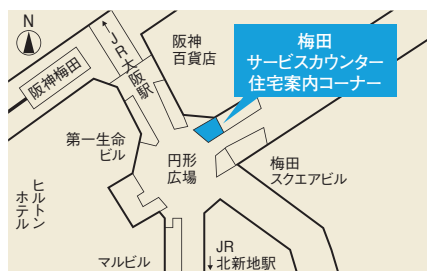 N
↑JR大阪駅
阪神梅田
阪神
百貨店
梅田
サービスカウンター
住宅案内コーナー
第一生命
ビル
円形
広場
梅田
スクエアビル
ヒルトン
ホテル
マルビル
JR
↓北新地駅